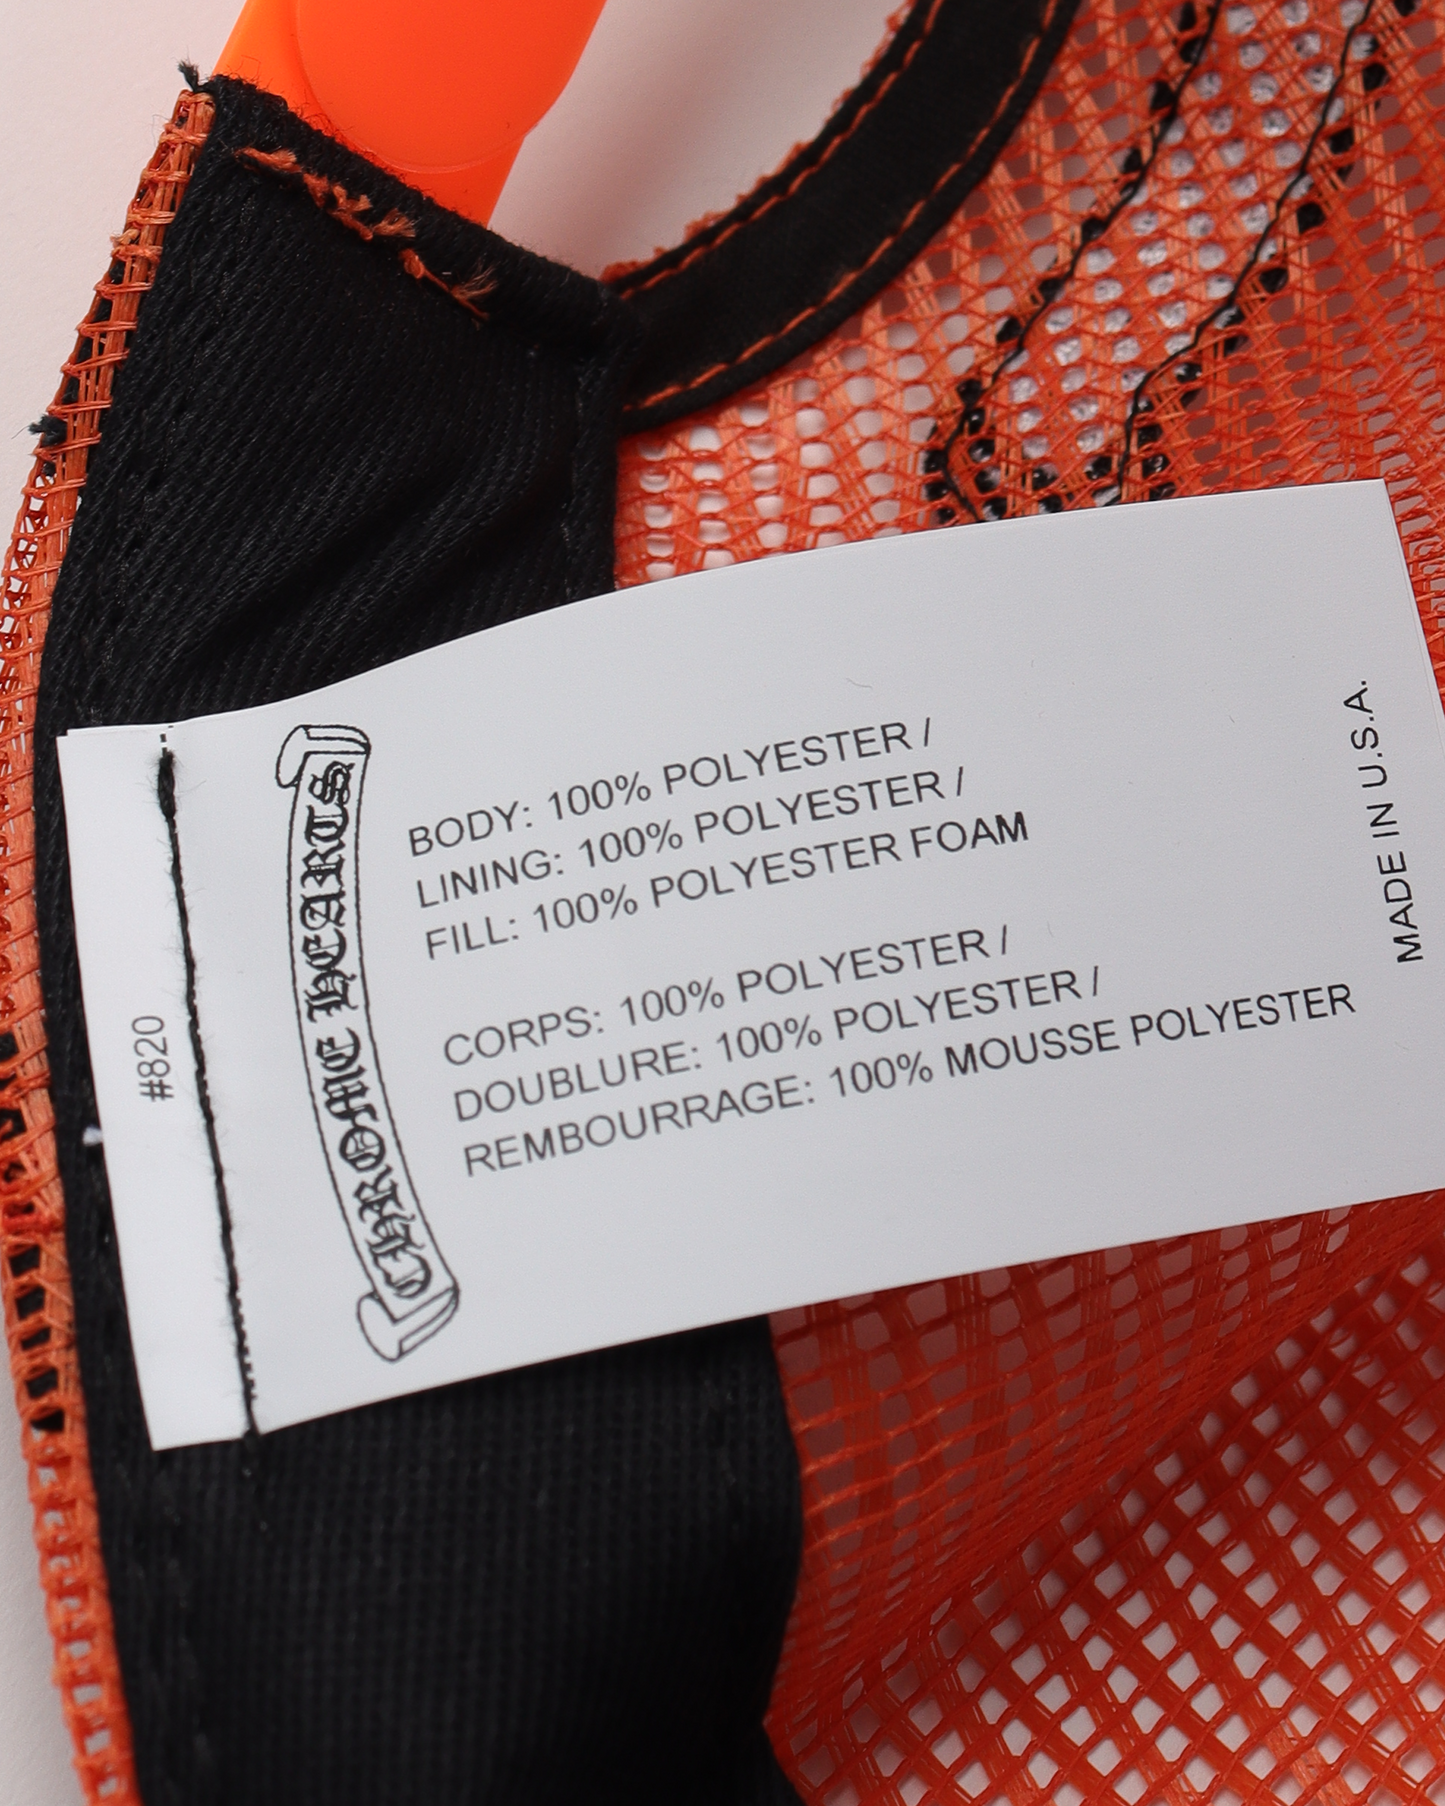 #820
CHROME HEARTS
BODY: 100% POLYESTER /
LINING: 100% POLYESTER /
FILL: 100% POLYESTER FOAM
CORPS: 100% POLYESTER /
DOUBLURE: 100% POLYESTER /
REMBOURRAGE: 100% MOUSSE POLYESTER
MADE IN U.S.A.